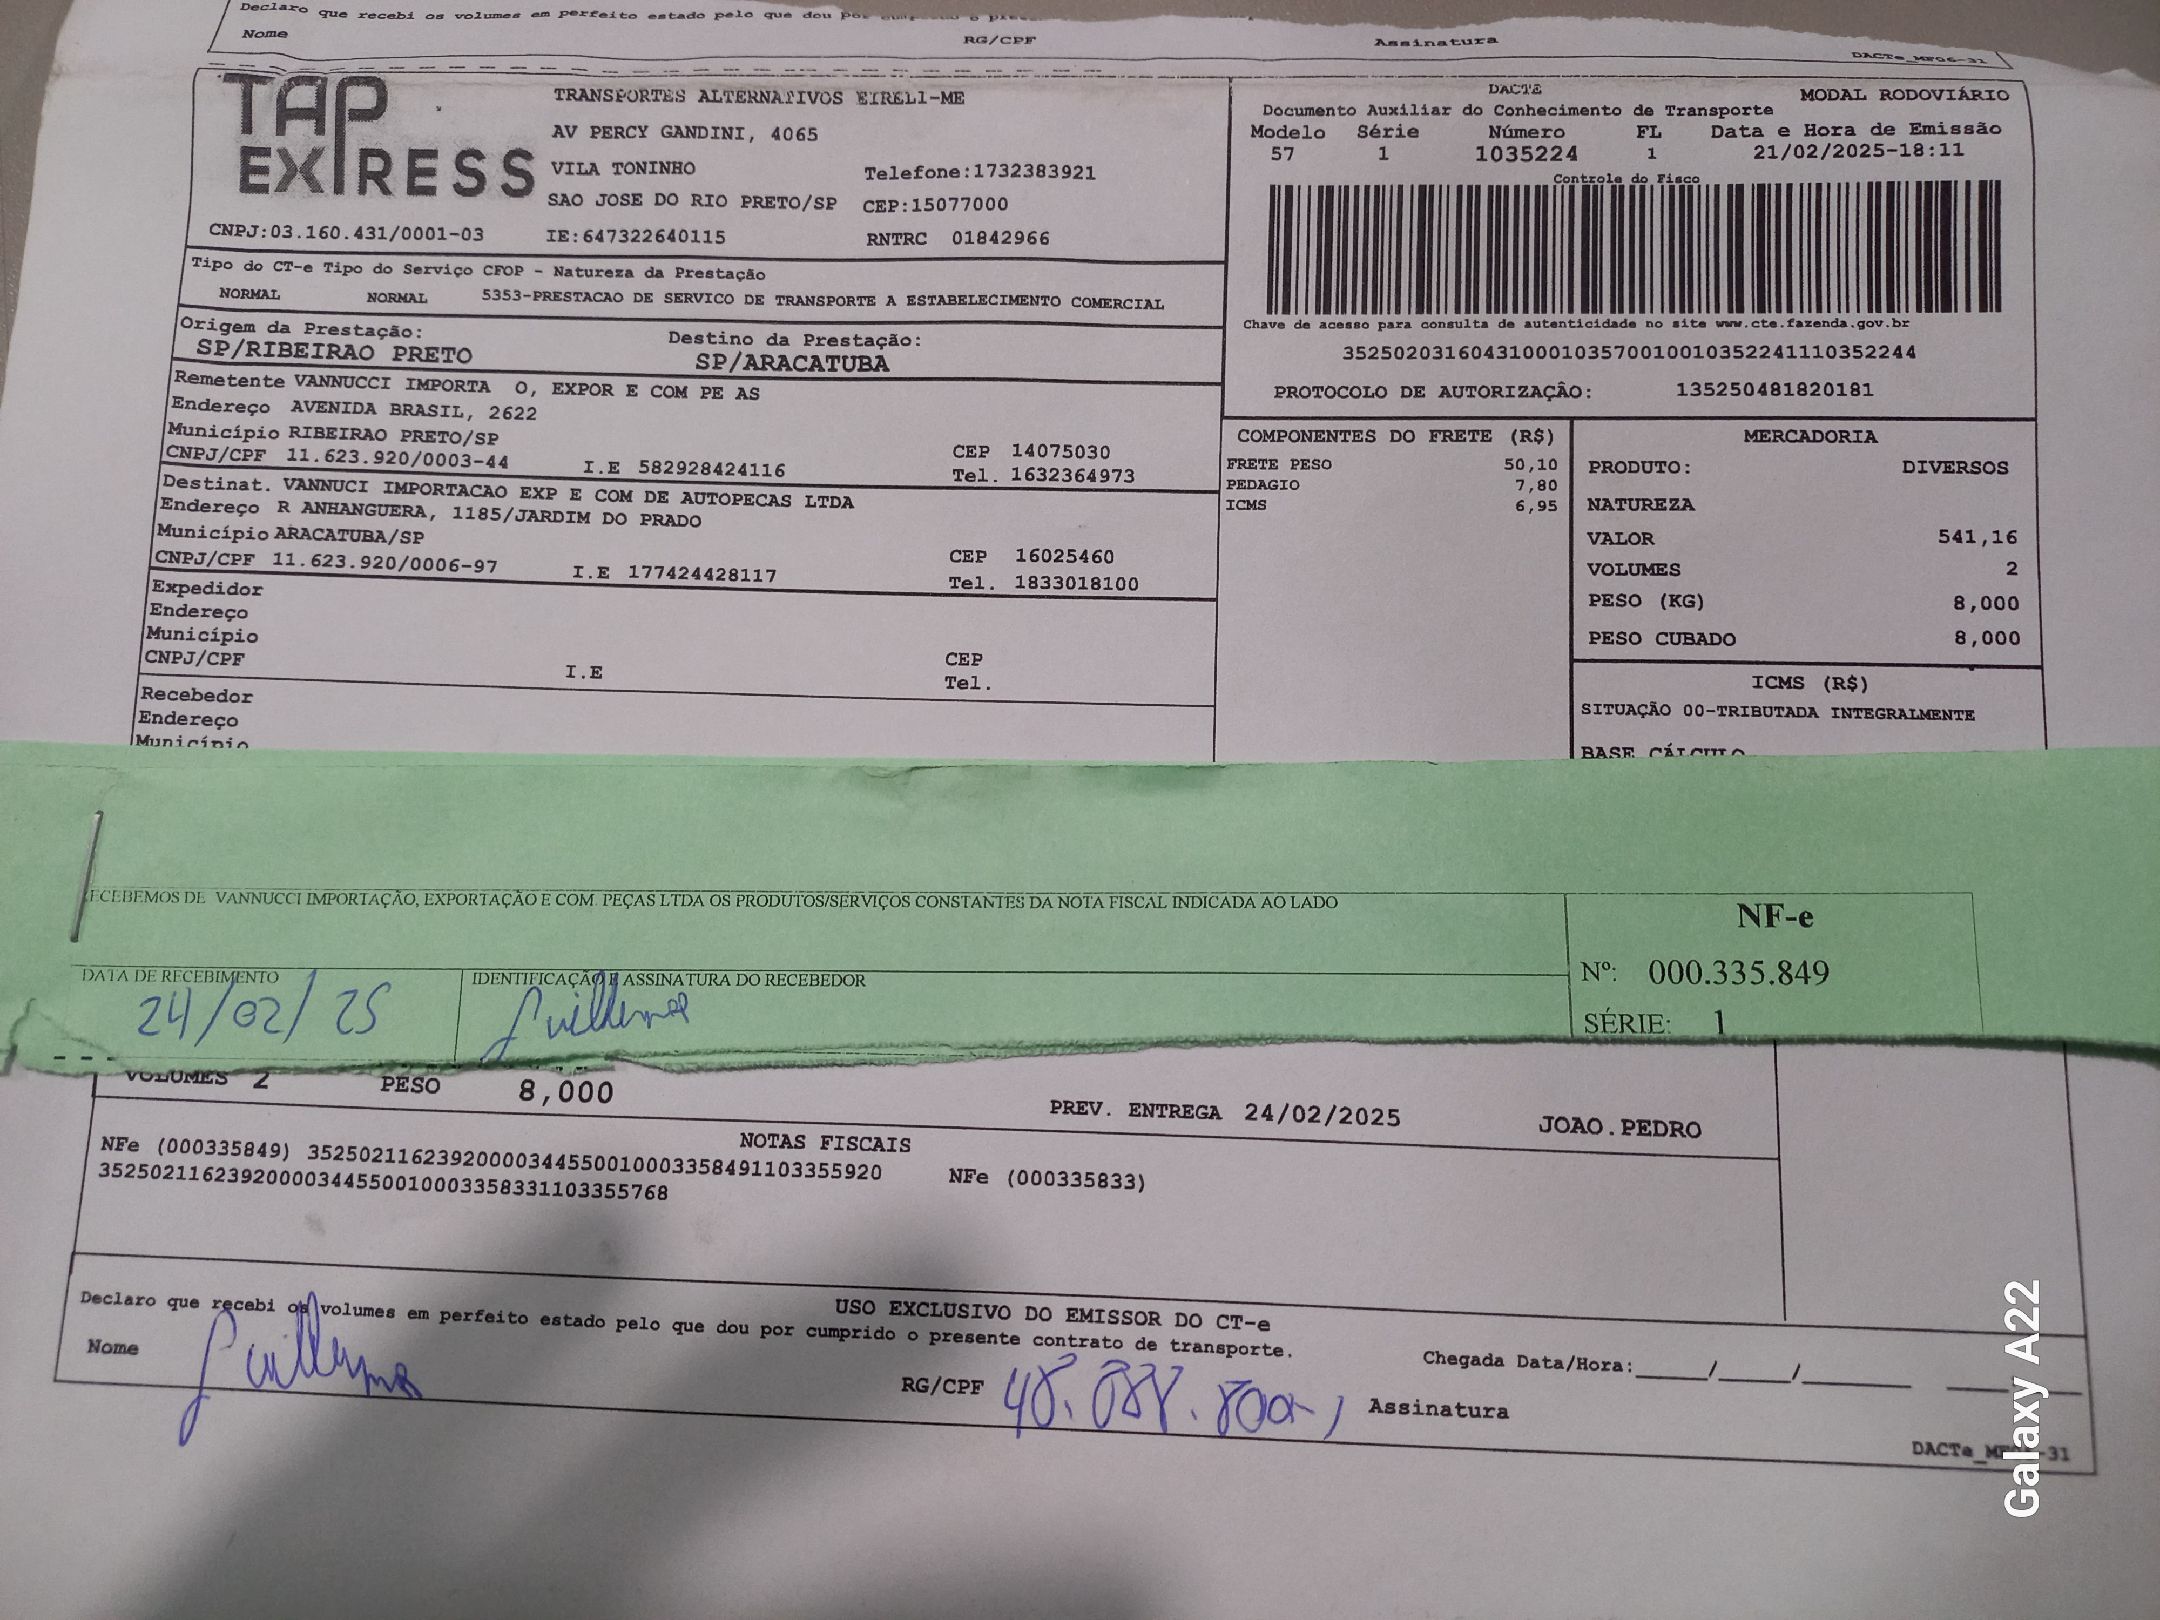 Declaro que recebi os volumes em perfeito estado pelo que dou por
Nome RG/CPF Assinatura
DACTe_MF06-31
TAP EXPRESS
TRANSPORTES ALTERNATIVOS EIRELI-ME
AV PERCY GANDINI, 4065
VILA TONINHO Telefone:1732383921
SAO JOSE DO RIO PRETO/SP CEP:15077000
CNPJ:03.160.431/0001-03 IE:647322640115 RNTRC 01842966
DACTE
MODAL RODOVIÁRIO
Documento Auxiliar do Conhecimento de Transporte
Modelo Série Número FL Data e Hora de Emissão
57 1 1035224 1 21/02/2025-18:11
Controle do Fisco
Chave de acesso para consulta de autenticidade no site www.cte.fazenda.gov.br
35250203160431000103570010010352241110352244
PROTOCOLO DE AUTORIZAÇÃO: 135250481820181
Tipo do CT-e Tipo do Serviço CFOP - Natureza da Prestação
NORMAL NORMAL 5353-PRESTACAO DE SERVICO DE TRANSPORTE A ESTABELECIMENTO COMERCIAL
Origem da Prestação: Destino da Prestação:
SP/RIBEIRAO PRETO SP/ARACATUBA
Remetente VANNUCCI IMPORTA O, EXPOR E COM PE AS
Endereço AVENIDA BRASIL, 2622
Município RIBEIRAO PRETO/SP CEP 14075030
CNPJ/CPF 11.623.920/0003-44 I.E 582928424116 Tel. 1632364973
Destinat. VANNUCI IMPORTACAO EXP E COM DE AUTOPECAS LTDA
Endereço R ANHANGUERA, 1185/JARDIM DO PRADO
Município ARACATUBA/SP CEP 16025460
CNPJ/CPF 11.623.920/0006-97 I.E 177424428117 Tel. 1833018100
Expedidor
Endereço
Município
CNPJ/CPF I.E CEP
Tel.
Recebedor
Endereço
Município
COMPONENTES DO FRETE (R$)
FRETE PESO 50,10
PEDAGIO 7,80
ICMS 6,95
MERCADORIA
PRODUTO: DIVERSOS
NATUREZA
VALOR 541,16
VOLUMES 2
PESO (KG) 8,000
PESO CUBADO 8,000
ICMS (R$)
SITUAÇÃO 00-TRIBUTADA INTEGRALMENTE
BASE CÁLCULO
RECEBEMOS DE VANNUCCI IMPORTAÇÃO, EXPORTAÇÃO E COM. PEÇAS LTDA OS PRODUTOS/SERVIÇOS CONSTANTES DA NOTA FISCAL INDICADA AO LADO
NF-e
Nº: 000.335.849
SÉRIE: 1
DATA DE RECEBIMENTO IDENTIFICAÇÃO E ASSINATURA DO RECEBEDOR
24/02/25 Guilherme
VOLUMES 2 PESO 8,000 PREV. ENTREGA 24/02/2025 JOAO.PEDRO
NOTAS FISCAIS
NFe (000335849) 35250211623920000344550010003358491103355920 NFe (000335833)
35250211623920000344550010003358331103355768
USO EXCLUSIVO DO EMISSOR DO CT-e
Declaro que recebi os volumes em perfeito estado pelo que dou por cumprido o presente contrato de transporte.
Nome Guilherme RG/CPF Assinatura
Chegada Data/Hora:_____/_____/_______ ____:____
DACTe_MF06-31
Galaxy A22